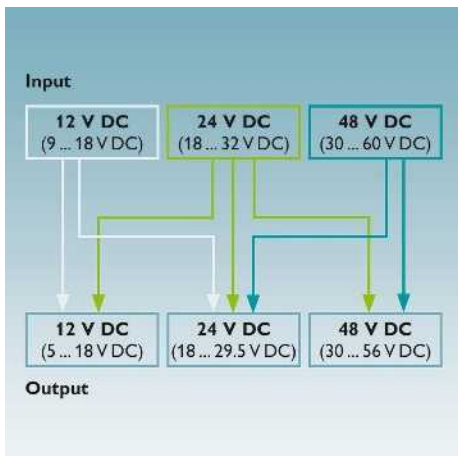 Input
12 V DC 24 V DC 48 V DC
(9 ... 18 V DC) (18 ... 32 V DC) (30 ... 60 V DC)
12 V DC 24 V DC 48 V DC
(5 ... 18 V DC) (18 ... 29.5 V DC) (30 ... 56 V DC)
Output